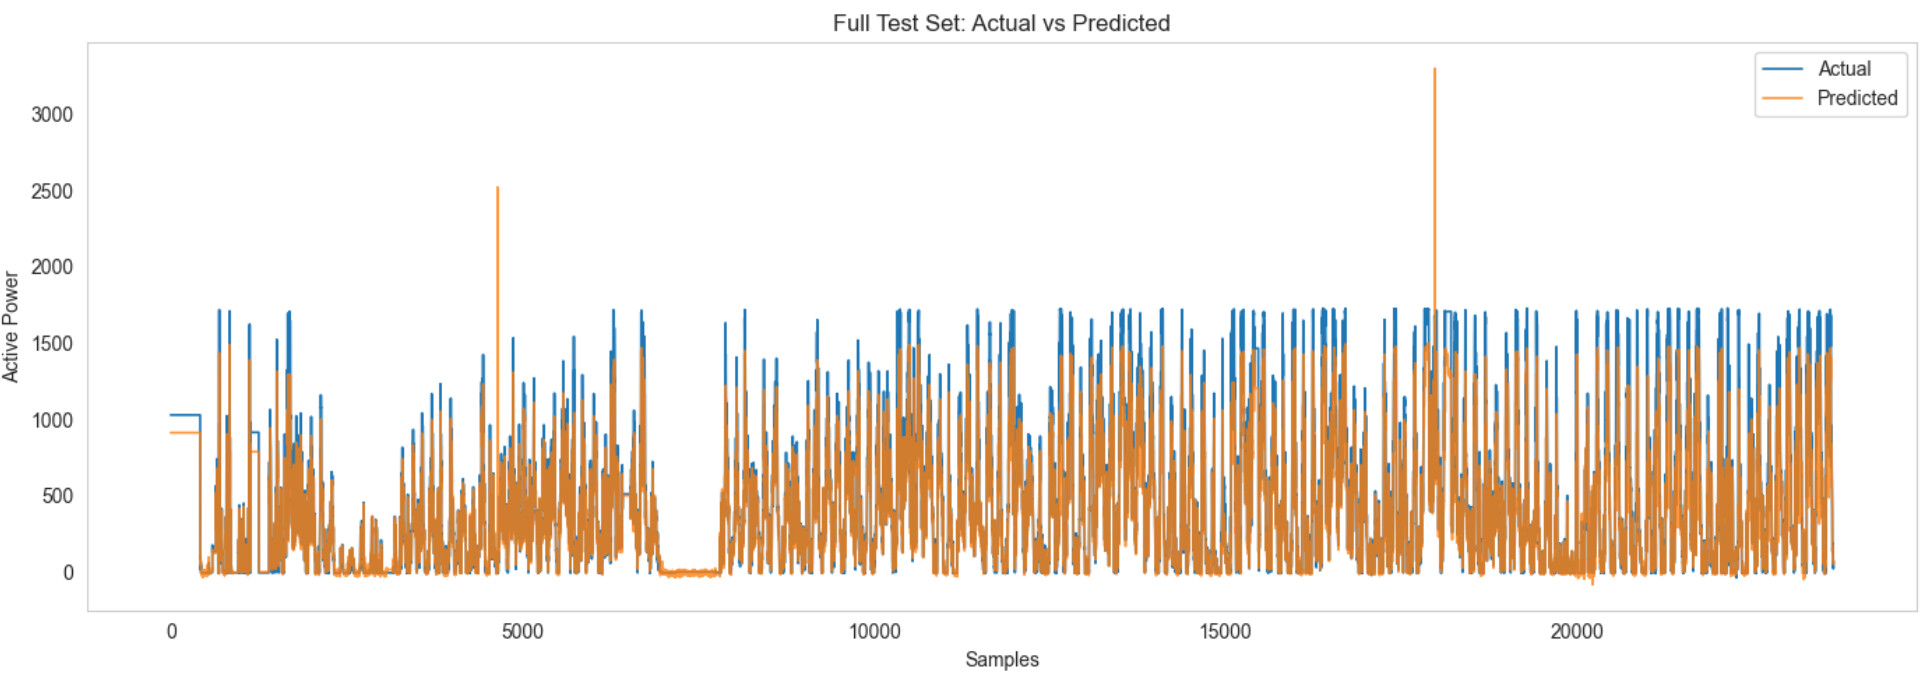 Full Test Set: Actual vs Predicted
Actual
Predicted
Active Power
3000
2500
2000
1500
1000
500
0
0 5000 10000 15000 20000
Samples